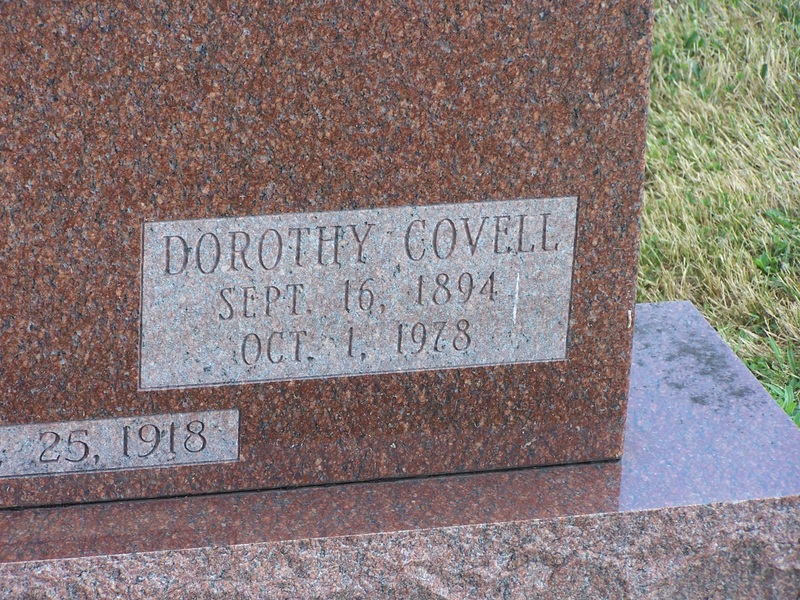 DOROTHY COVELL
SEPT. 16, 1894
OCT. 1, 1978
25, 1918